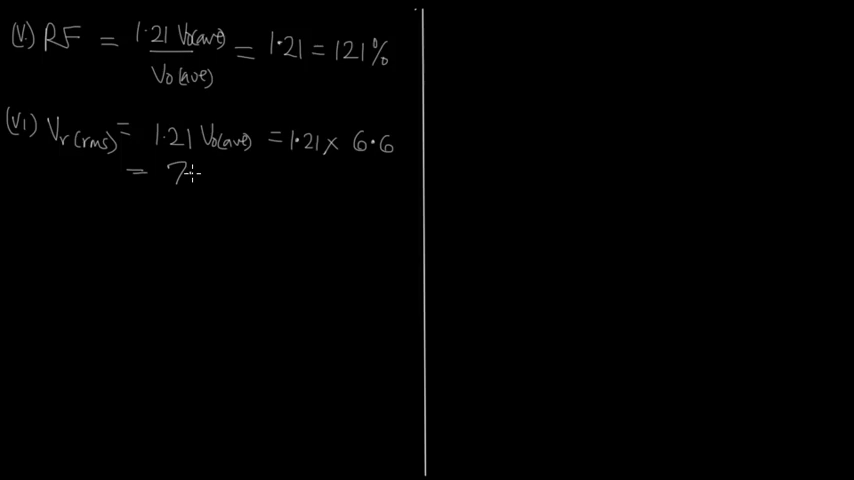 (V.) RF = 1.21 Vo(ave) / Vo(ave) = 1.21 = 121%
(VI) Vr(rms) = 1.21 Vo(ave) = 1.21 x 6.6
= 7